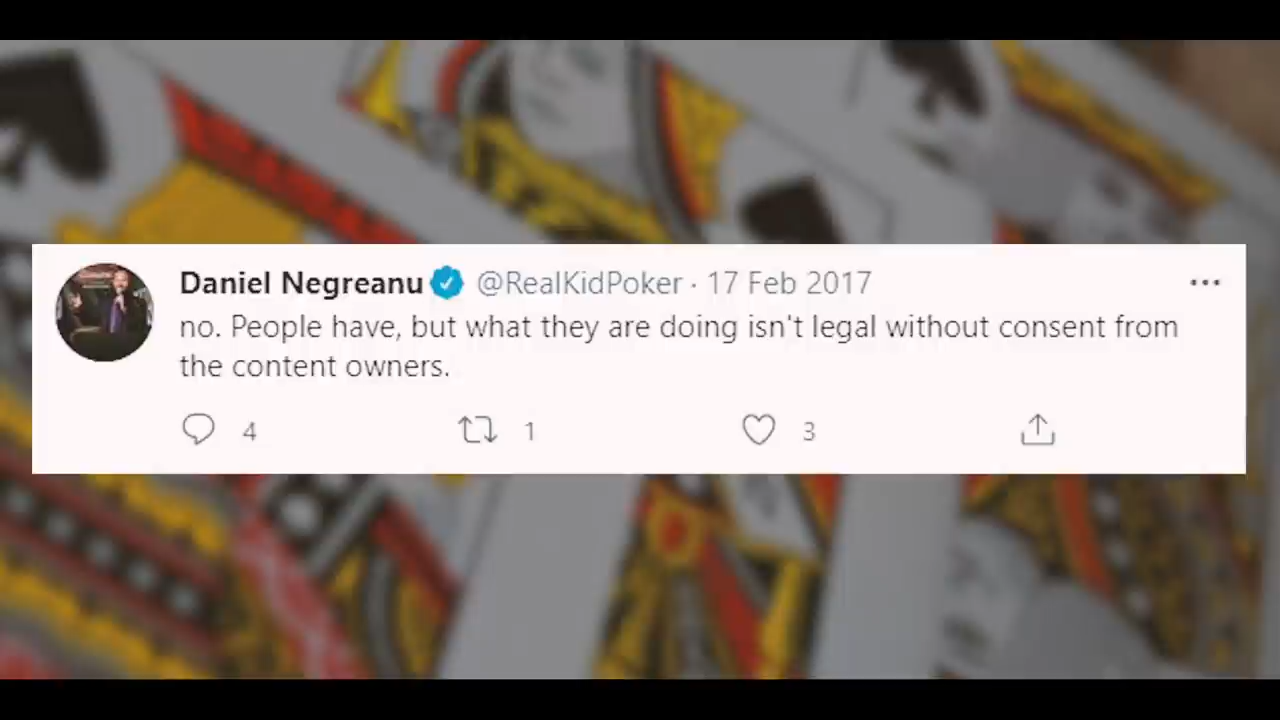 Daniel Negreanu @RealKidPoker · 17 Feb 2017
no. People have, but what they are doing isn't legal without consent from
the content owners.
4 1 3